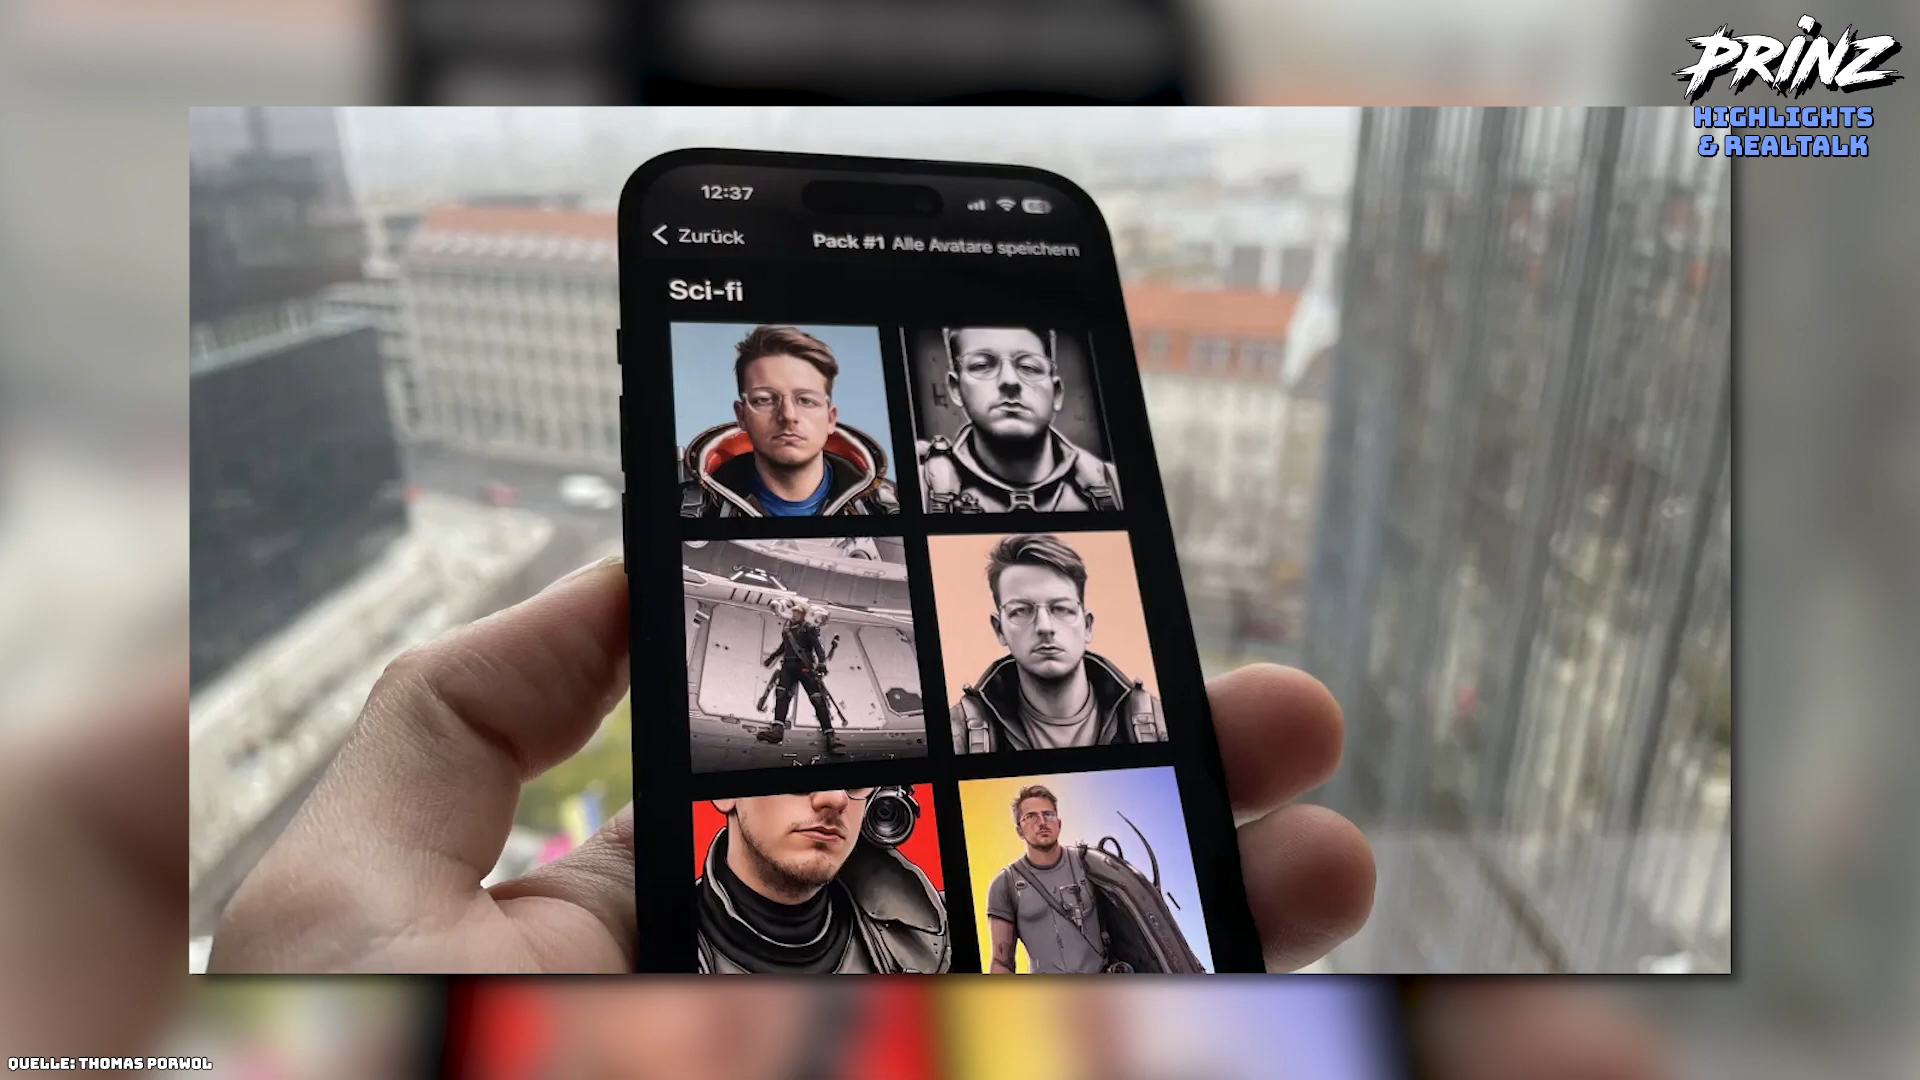 PRINZ
HIGHLIGHTS
& REALTALK
12:37
Zurück
Pack #1 Alle Avatare speichern
Sci-fi
QUELLE: THOMAS PORWOL